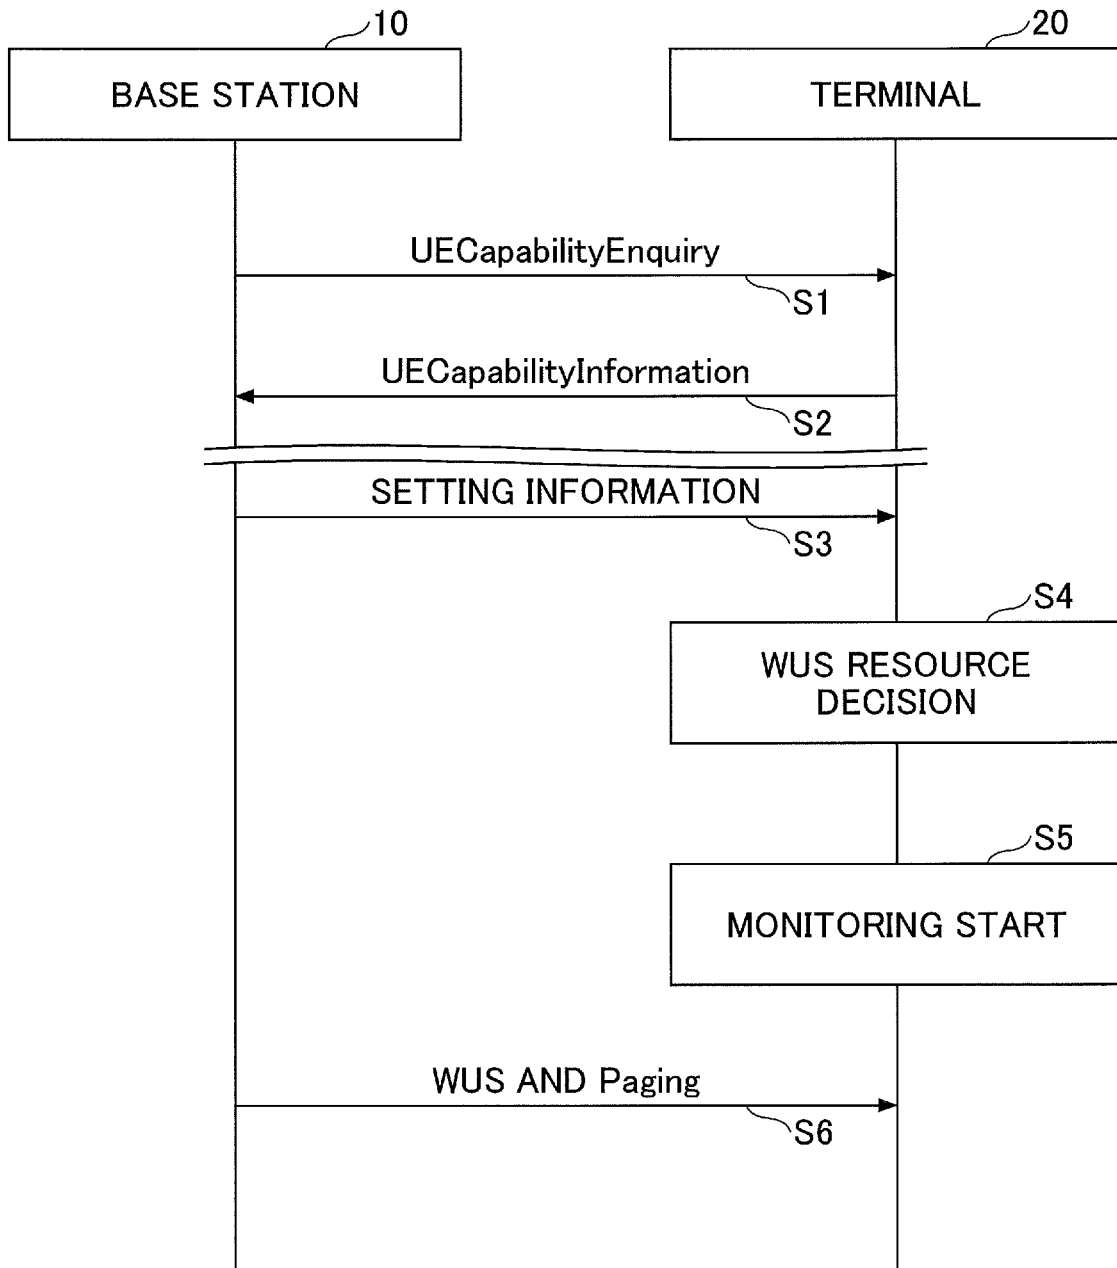 10
20
BASE STATION
TERMINAL
UECapabilityEnquiry
S1
UECapabilityInformation
S2
SETTING INFORMATION
S3
S4
WUS RESOURCE
DECISION
S5
MONITORING START
WUS AND Paging
S6